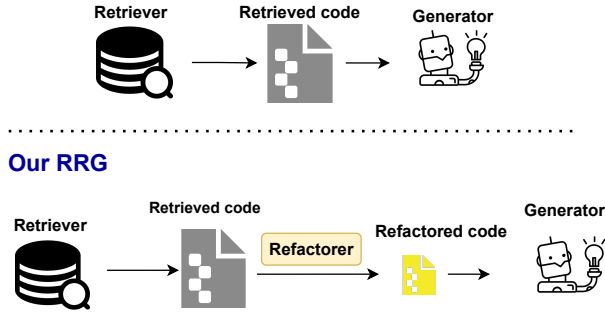 Retriever
Retrieved code
Generator
Our RRG
Retriever
Retrieved code
Refactorer
Refactored code
Generator